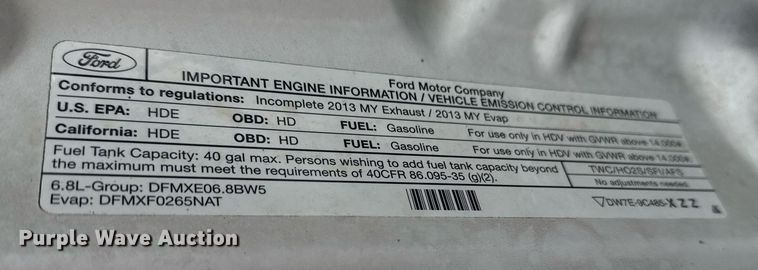 Ford
Ford Motor Company
IMPORTANT ENGINE INFORMATION / VEHICLE EMISSION CONTROL INFORMATION
Conforms to regulations: Incomplete 2013 MY Exhaust / 2013 MY Evap
U.S. EPA: HDE OBD: HD FUEL: Gasoline For use only in HDV with GVWR above 14,000#
California: HDE OBD: HD FUEL: Gasoline For use only in HDV with GVWR above 14,000#
Fuel Tank Capacity: 40 gal max. Persons wishing to add fuel tank capacity beyond
the maximum must meet the requirements of 40CFR 86.095-35 (g)(2).
TWC/HO2S/SFI/AFS
No adjustments needed.
6.8L-Group: DFMXE06.8BW5
Evap: DFMXF0265NAT
DW7E-9C485-XZZ
Purple Wave Auction